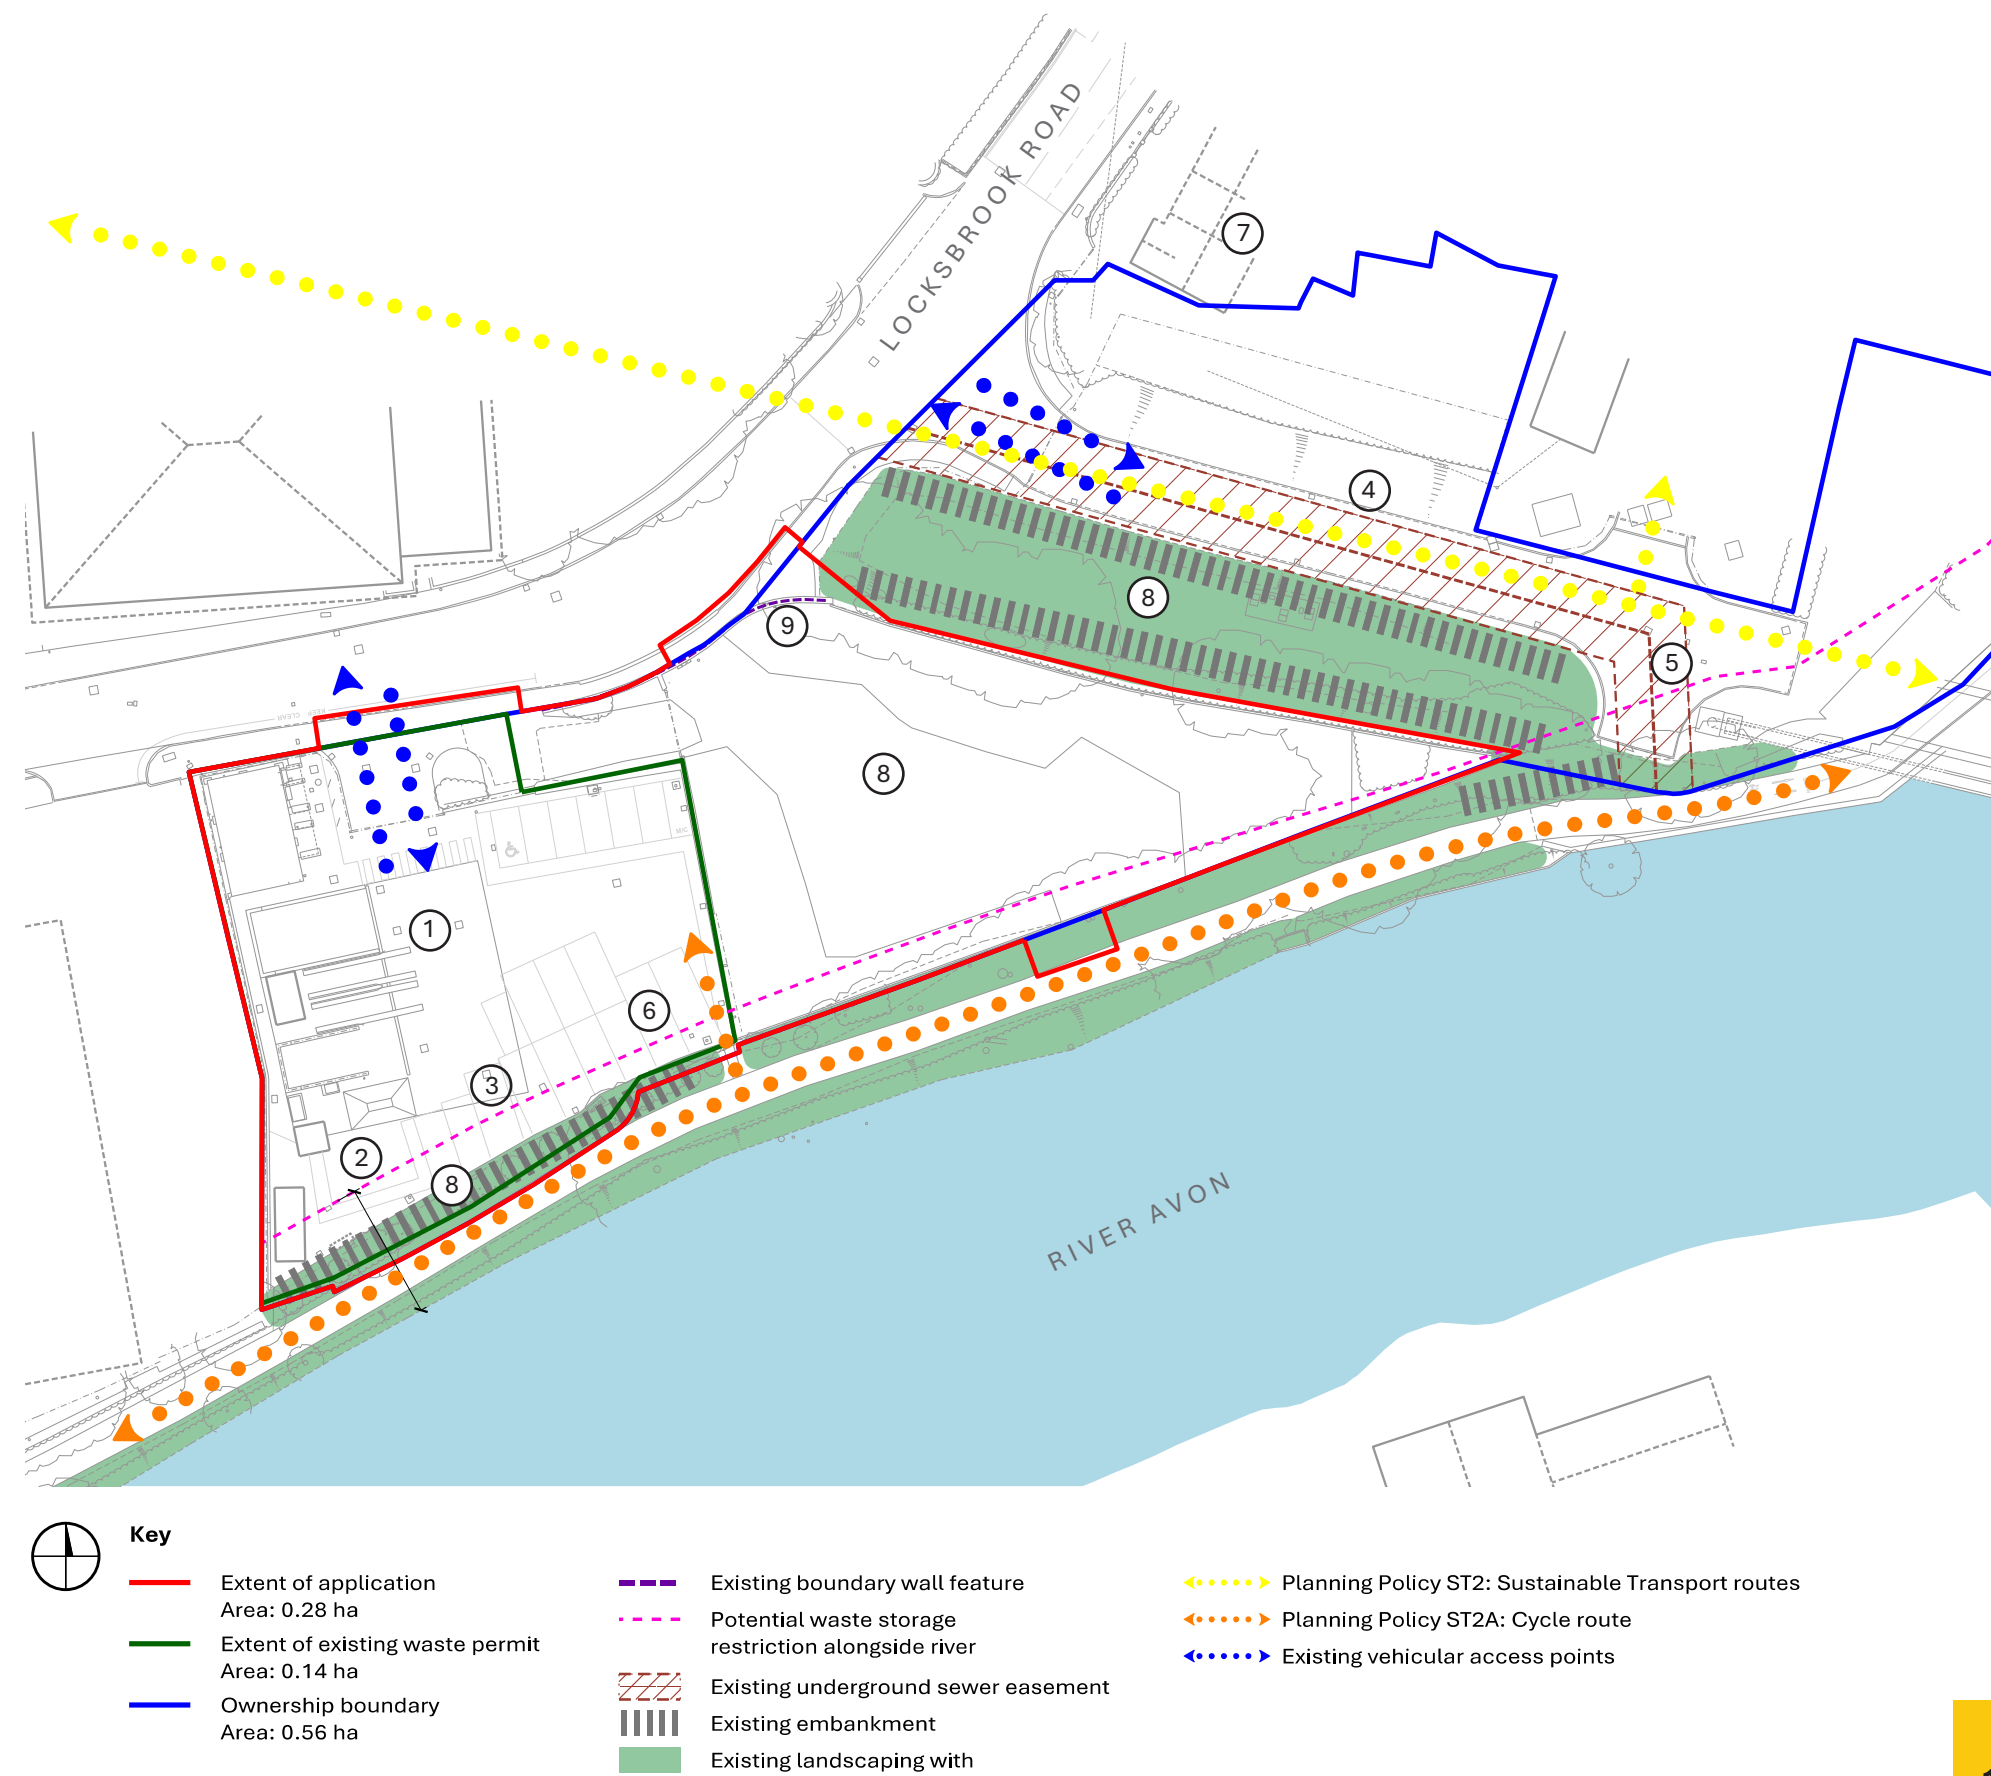 LOCKSBROOK ROAD
7
4
8
9
5
KEEP
CLEAR
8
M/C
1
6
3
2
8
RIVER AVON
Key
Extent of application
Area: 0.28 ha
Extent of existing waste permit
Area: 0.14 ha
Ownership boundary
Area: 0.56 ha
Existing boundary wall feature
Potential waste storage
restriction alongside river
Existing underground sewer easement
Existing embankment
Existing landscaping with
Planning Policy ST2: Sustainable Transport routes
Planning Policy ST2A: Cycle route
Existing vehicular access points